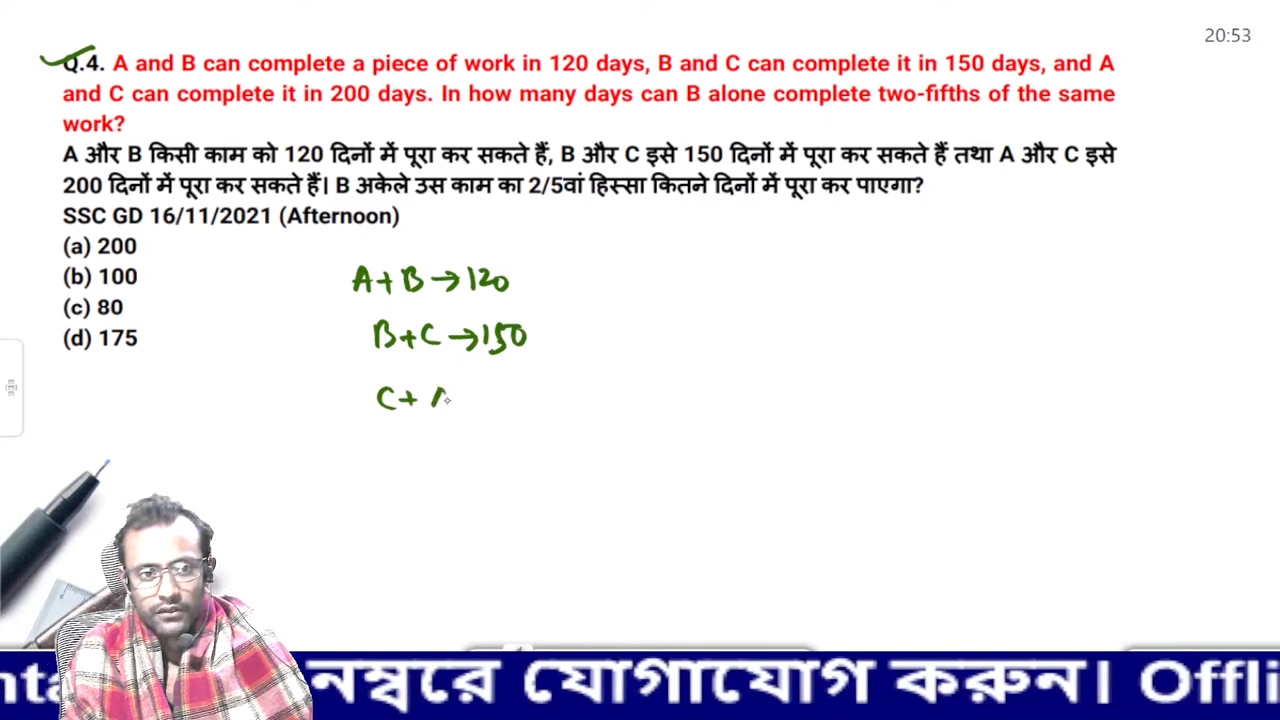 20:53
Q.4. A and B can complete a piece of work in 120 days, B and C can complete it in 150 days, and A
and C can complete it in 200 days. In how many days can B alone complete two-fifths of the same
work?
A और B किसी काम को 120 दिनों में पूरा कर सकते हैं, B और C इसे 150 दिनों में पूरा कर सकते हैं तथा A और C इसे
200 दिनों में पूरा कर सकते हैं। B अकेले उस काम का 2/5वां हिस्सा कितने दिनों में पूरा कर पाएगा?
SSC GD 16/11/2021 (Afternoon)
(a) 200
(b) 100
(c) 80
(d) 175
A+B→120
B+C→150
C+
নম্বরে যোগাযোগ করুন। Offli